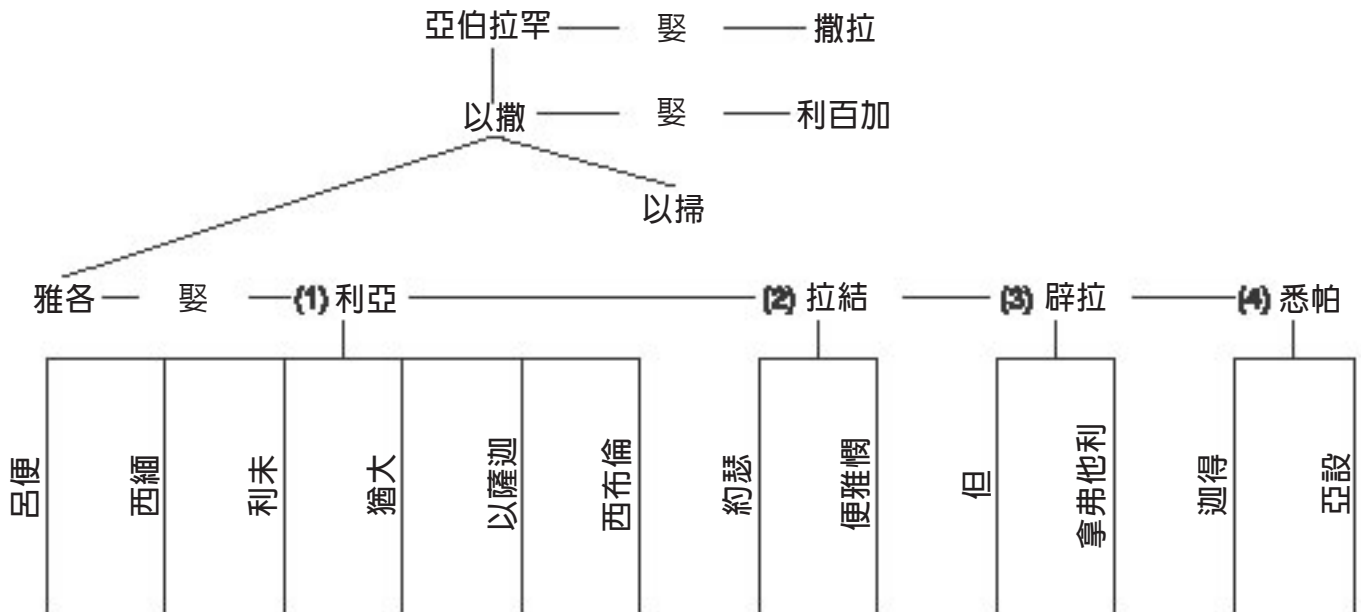 亞伯拉罕 娶 撒拉
以撒 娶 利百加
以掃
雅各 娶 (1) 利亞 (2) 拉結 (3) 辟拉 (4) 悉帕
呂便
西緬
利未
猶大
以薩迦
西布倫
約瑟
便雅憫
但
拿弗他利
迦得
亞設